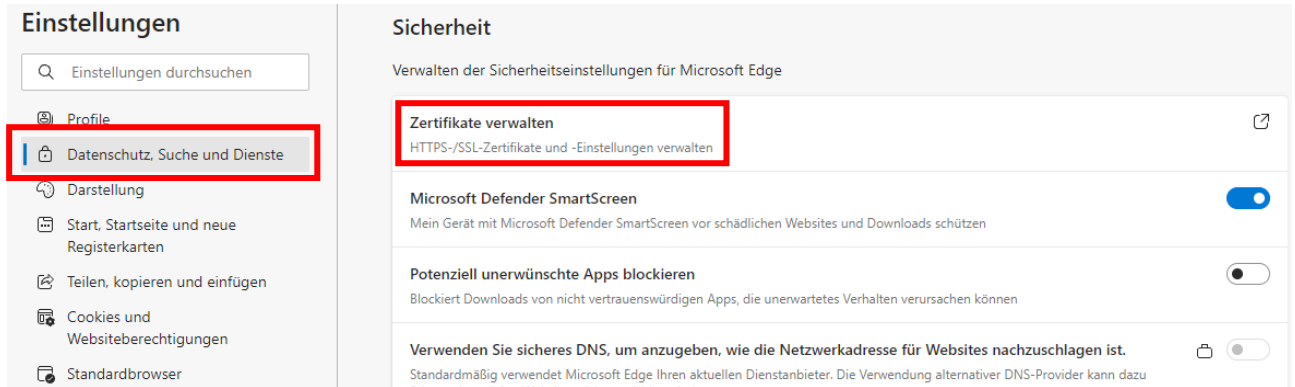 Einstellungen
Einstellungen durchsuchen
Profile
Datenschutz, Suche und Dienste
Darstellung
Start, Startseite und neue
Registerkarten
Teilen, kopieren und einfügen
Cookies und
Websiteberechtigungen
Standardbrowser
Sicherheit
Verwalten der Sicherheitseinstellungen für Microsoft Edge
Zertifikate verwalten
HTTPS-/SSL-Zertifikate und -Einstellungen verwalten
Microsoft Defender SmartScreen
Mein Gerät mit Microsoft Defender SmartScreen vor schädlichen Websites und Downloads schützen
Potenziell unerwünschte Apps blockieren
Blockiert Downloads von nicht vertrauenswürdigen Apps, die unerwartetes Verhalten verursachen können
Verwenden Sie sicheres DNS, um anzugeben, wie die Netzwerkadresse für Websites nachzuschlagen ist.
Standardmäßig verwendet Microsoft Edge Ihren aktuellen Dienstanbieter. Die Verwendung alternativer DNS-Provider kann dazu